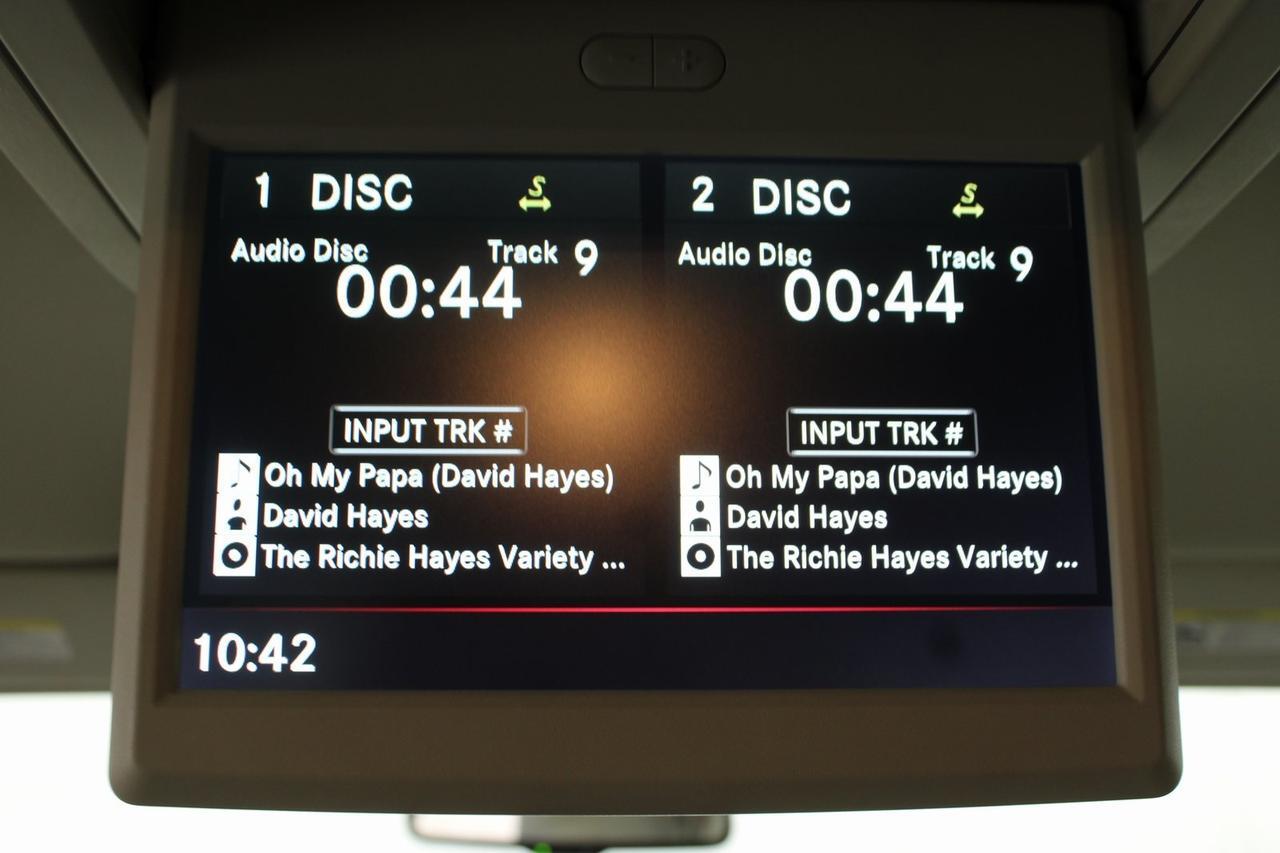 1 DISC S
Audio Disc Track 9
00:44
INPUT TRK #
Oh My Papa (David Hayes)
David Hayes
The Richie Hayes Variety ...
2 DISC S
Audio Disc Track 9
00:44
INPUT TRK #
Oh My Papa (David Hayes)
David Hayes
The Richie Hayes Variety ...
10:42